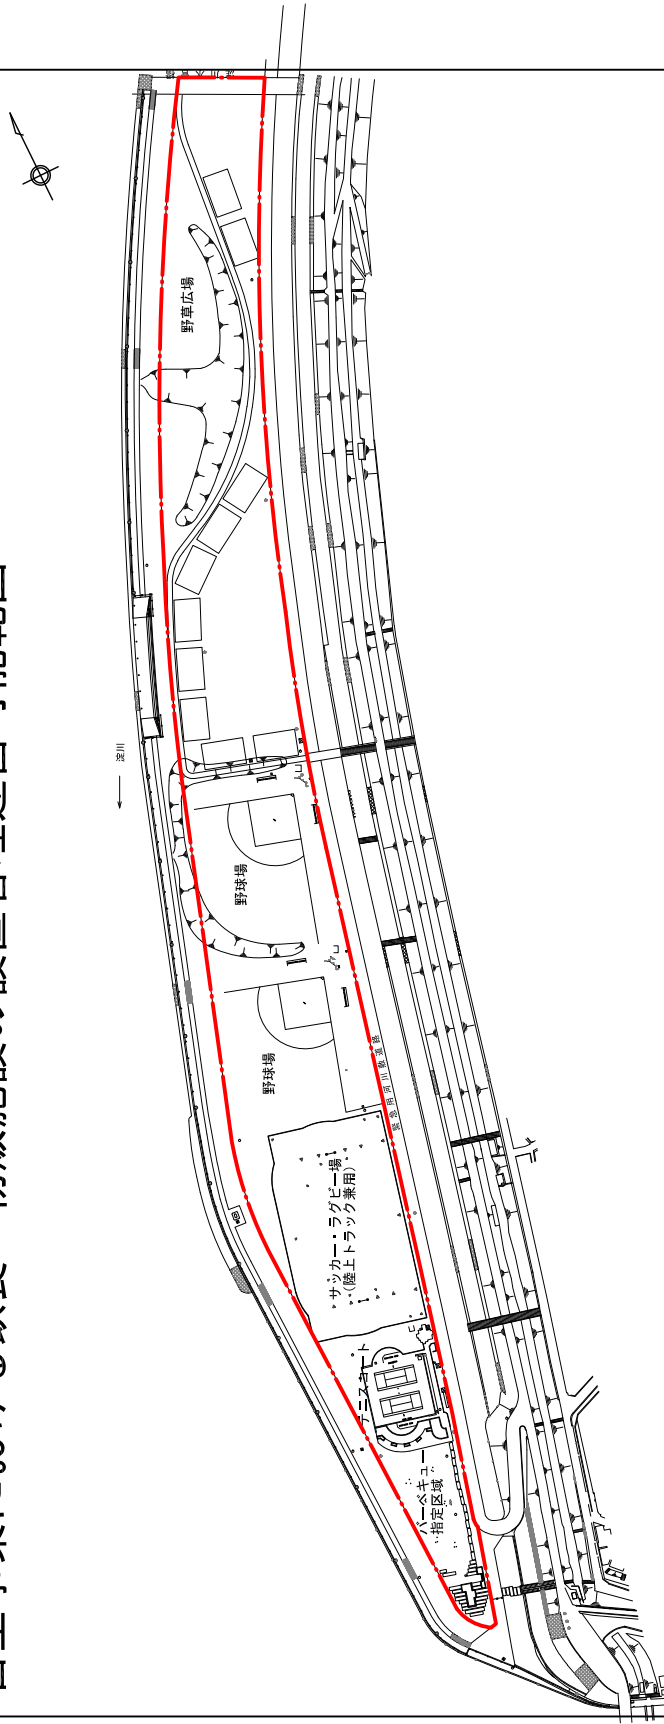 野草広場
淀川
野球場
野球場
緊急用河川敷道路
サッカー・ラグビー場
(陸上トラック兼用)
テニスコート
バーベキュー
指定区域